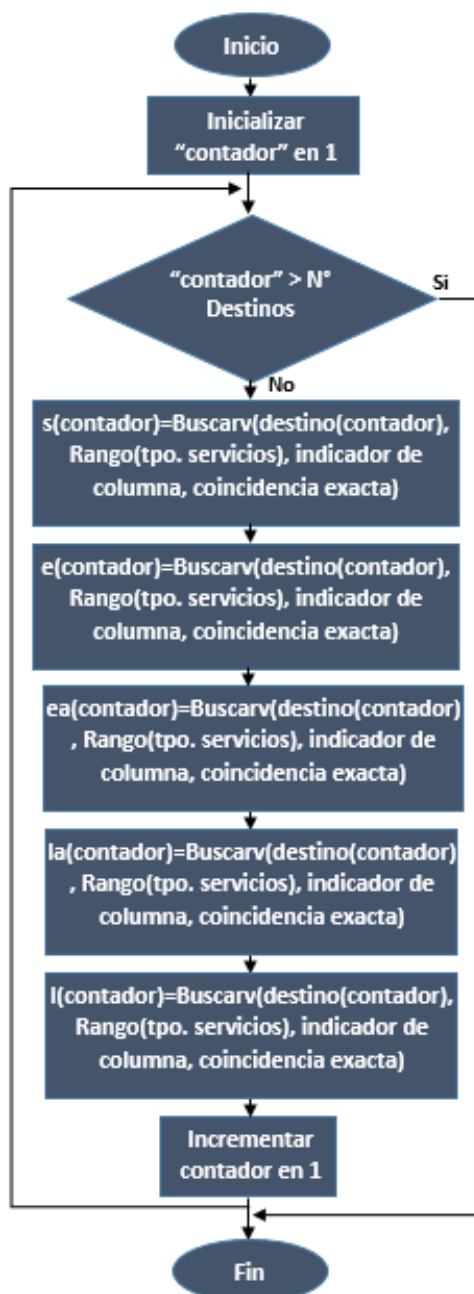 Inicio
Inicializar
“contador” en 1
“contador” > N°
Destinos
Si
No
s(contador)=Buscarv(destino(contador),
Rango(tpo. servicios), indicador de
columna, coincidencia exacta)
e(contador)=Buscarv(destino(contador),
Rango(tpo. servicios), indicador de
columna, coincidencia exacta)
ea(contador)=Buscarv(destino(contador)
, Rango(tpo. servicios), indicador de
columna, coincidencia exacta)
la(contador)=Buscarv(destino(contador)
, Rango(tpo. servicios), indicador de
columna, coincidencia exacta)
l(contador)=Buscarv(destino(contador),
Rango(tpo. servicios), indicador de
columna, coincidencia exacta)
Incrementar
contador en 1
Fin